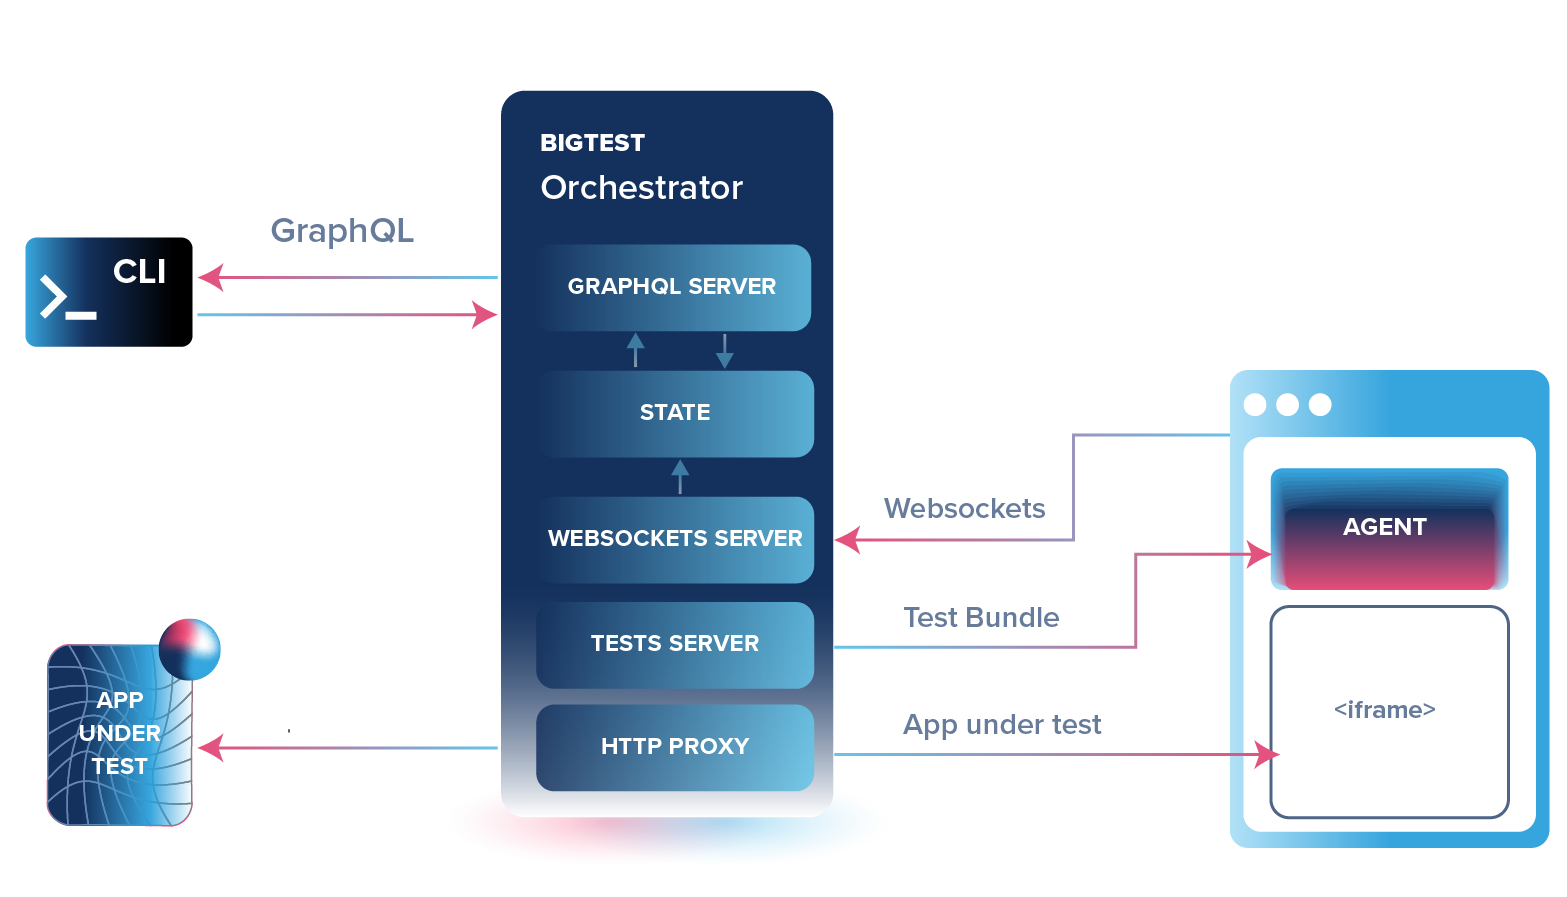 BIGTEST
Orchestrator
GraphQL
CLI
GRAPHQL SERVER
STATE
WEBSOCKETS SERVER
TESTS SERVER
HTTP PROXY
APP
UNDER
TEST
Websockets
Test Bundle
App under test
AGENT
<iframe>